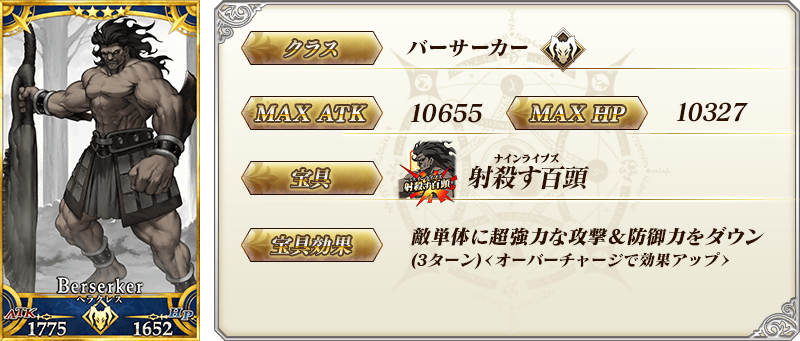 Berserker
ヘラクレス
ATK
1775
1652
HP
クラス
バーサーカー
MAX ATK
10655
MAX HP
10327
宝具
射殺す百頭
ナインライブズ
射殺す百頭
宝具効果
敵単体に超強力な攻撃＆防御力をダウン
(3ターン)<オーバーチャージで効果アップ>